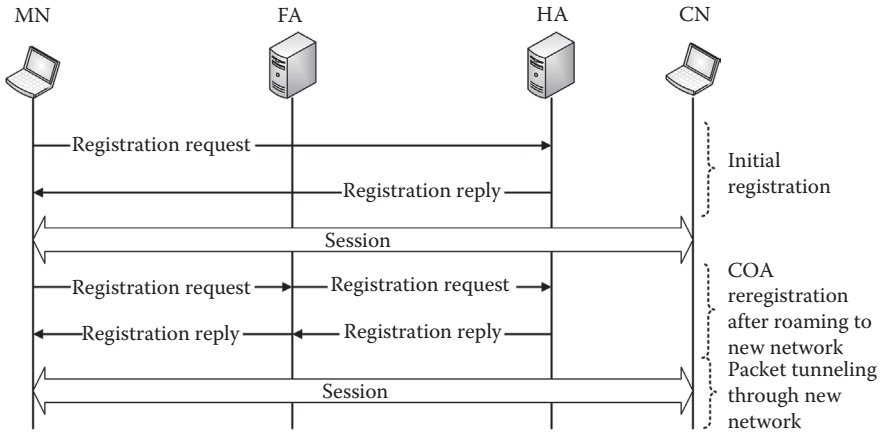 MN
FA
HA
CN
Registration request
Registration reply
Initial
registration
Session
Registration request
Registration request
Registration reply
Registration reply
COA
reregistration
after roaming to
new network
Session
Packet tunneling
through new
network